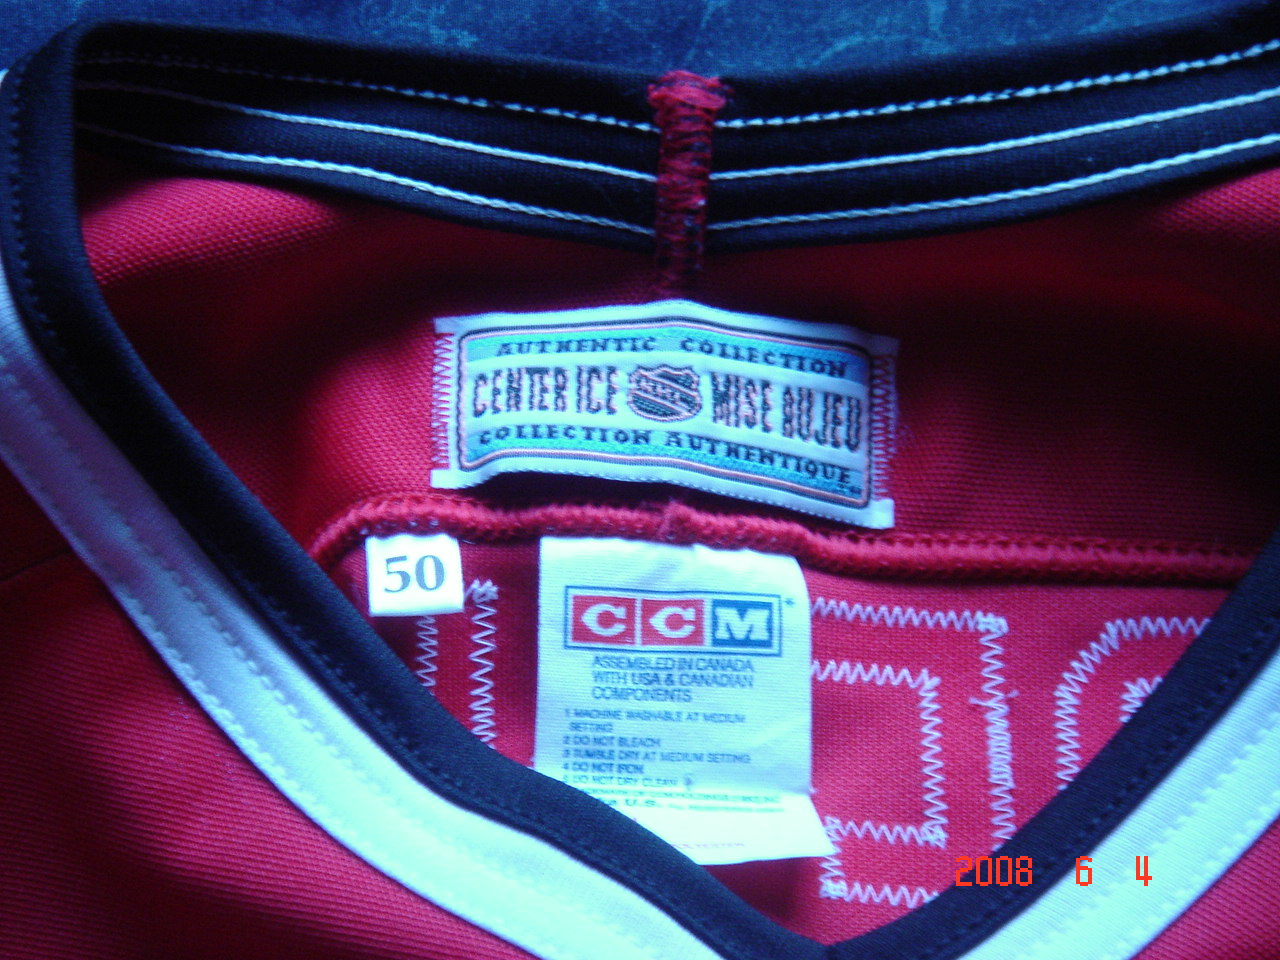 AUTHENTIC COLLECTION
CENTER ICE NHL MISE AU JEU
COLLECTION AUTHENTIQUE
50
CCM
ASSEMBLED IN CANADA
WITH USA & CANADIAN
COMPONENTS
1 MACHINE WASHABLE AT MEDIUM
SETTING
2 DO NOT BLEACH
3 TUMBLE DRY AT MEDIUM SETTING
4 DO NOT IRON
5 DO NOT DRY CLEAN
2008 6 4